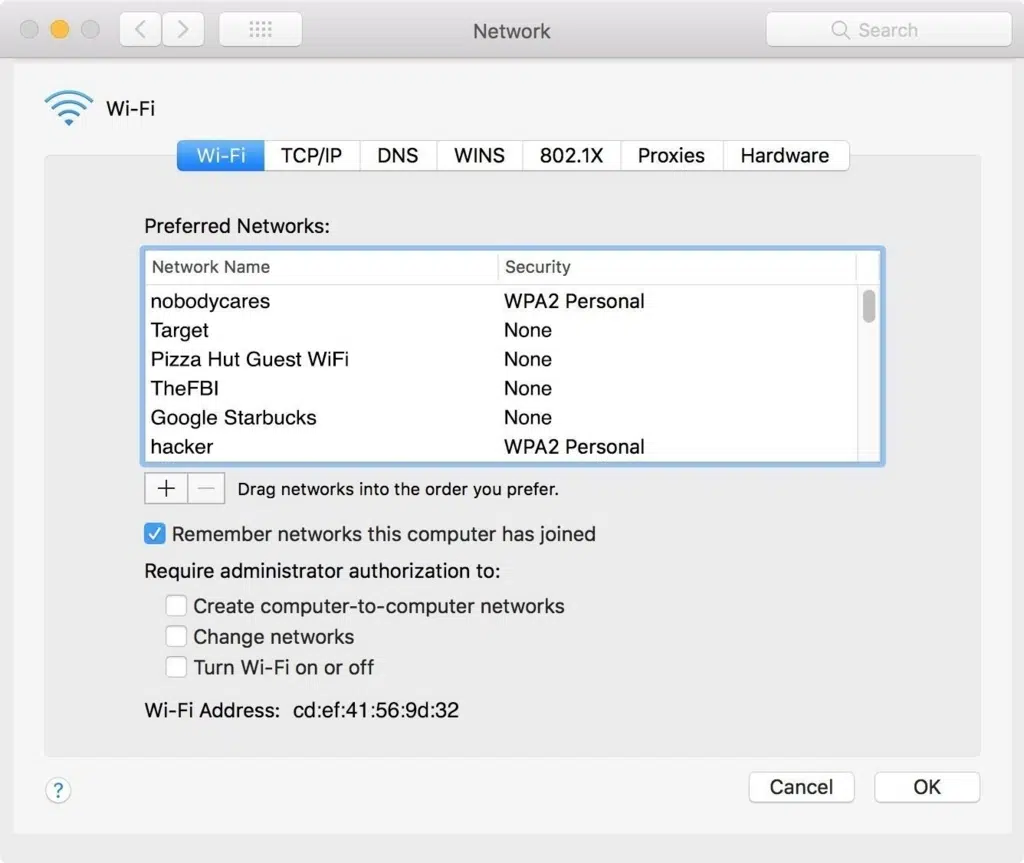 Network
Search
Wi-Fi
Wi-Fi TCP/IP DNS WINS 802.1X Proxies Hardware
Preferred Networks:
Network Name Security
nobodycares WPA2 Personal
Target None
Pizza Hut Guest WiFi None
TheFBI None
Google Starbucks None
hacker WPA2 Personal
+ − Drag networks into the order you prefer.
Remember networks this computer has joined
Require administrator authorization to:
Create computer-to-computer networks
Change networks
Turn Wi-Fi on or off
Wi-Fi Address: cd:ef:41:56:9d:32
? Cancel OK